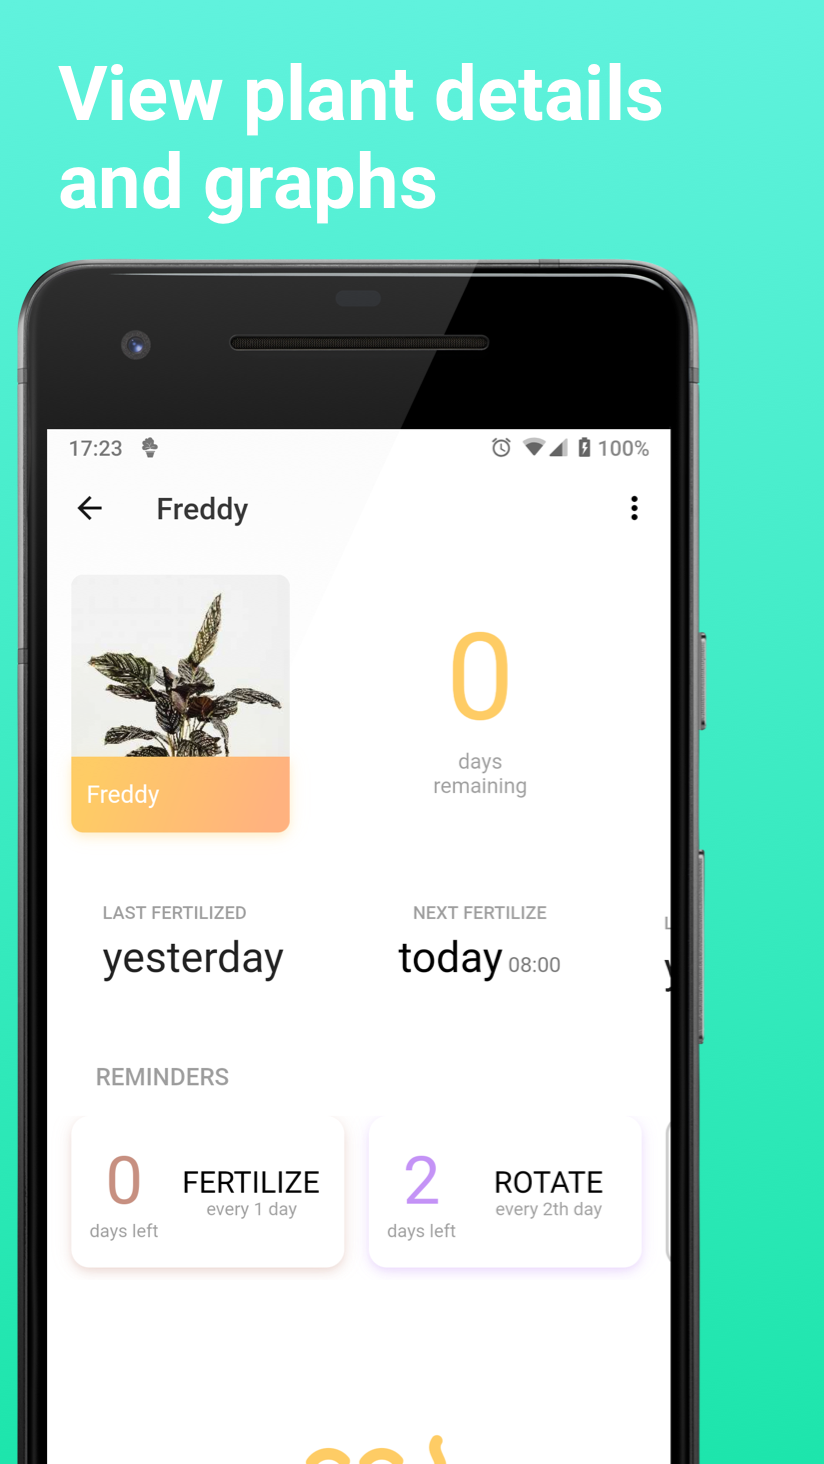 View plant details
and graphs
17:23
100%
Freddy
Freddy
0
days
remaining
LAST FERTILIZED
NEXT FERTILIZE
yesterday
today 08:00
REMINDERS
0
days left
FERTILIZE
every 1 day
2
days left
ROTATE
every 2th day